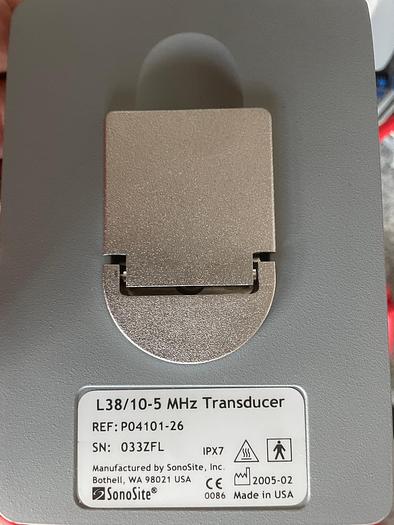 L38/10-5 MHz Transducer
REF: P04101-26
SN: 033ZFL IPX7
Manufactured by SonoSite, Inc.
Bothell, WA 98021 USA 2005-02
SonoSite® CE 0086 Made in USA